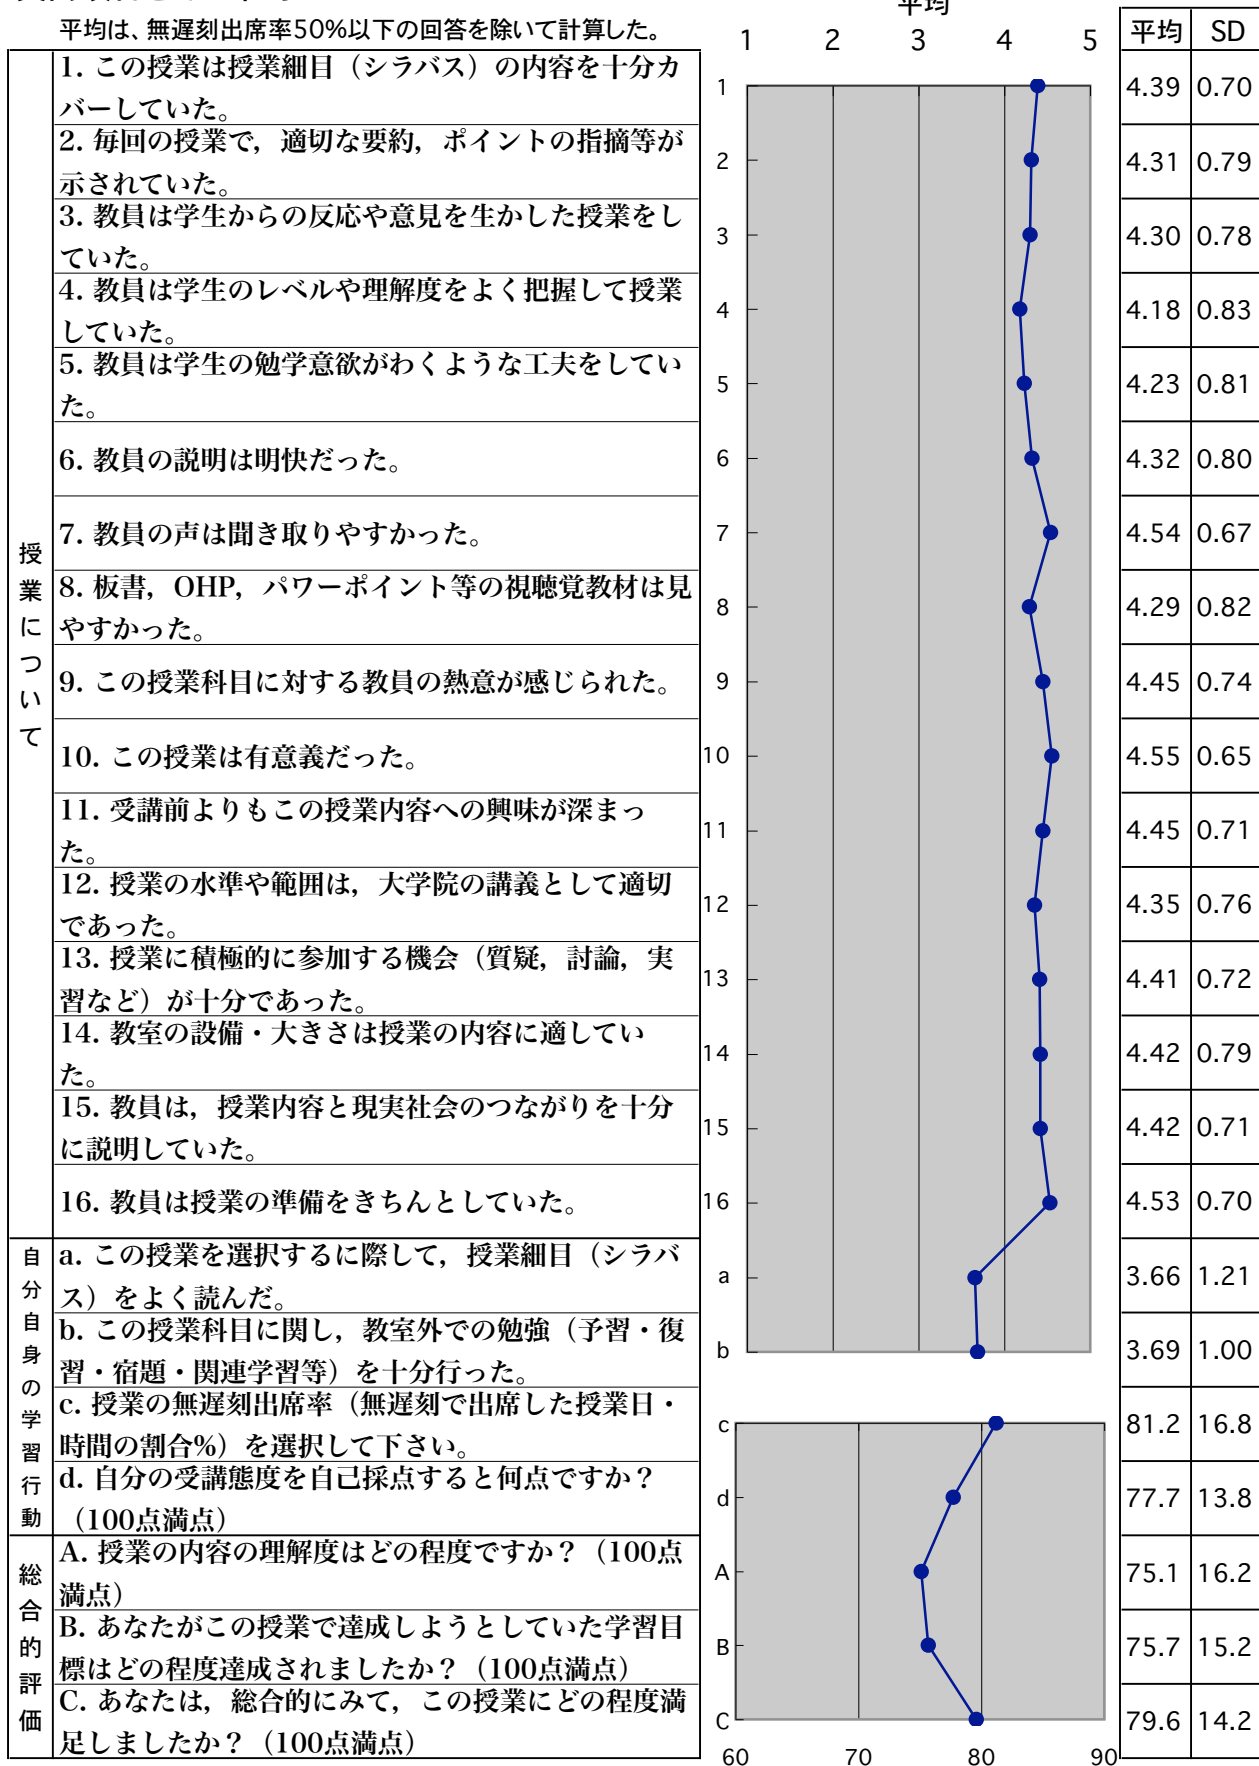 平均は、無遅刻出席率50%以下の回答を除いて計算した。
平均
1 2 3 4 5
平均 SD
授業について
1. この授業は授業細目（シラバス）の内容を十分カ
バーしていた。
1
4.39 0.70
2. 毎回の授業で，適切な要約，ポイントの指摘等が
示されていた。
2
4.31 0.79
3. 教員は学生からの反応や意見を生かした授業をし
ていた。
3
4.30 0.78
4. 教員は学生のレベルや理解度をよく把握して授業
していた。
4
4.18 0.83
5. 教員は学生の勉学意欲がわくような工夫をしてい
た。
5
4.23 0.81
6. 教員の説明は明快だった。
6
4.32 0.80
7. 教員の声は聞き取りやすかった。
7
4.54 0.67
8. 板書，OHP，パワーポイント等の視聴覚教材は見
やすかった。
8
4.29 0.82
9. この授業科目に対する教員の熱意が感じられた。
9
4.45 0.74
10. この授業は有意義だった。
10
4.55 0.65
11. 受講前よりもこの授業内容への興味が深まっ
た。
11
4.45 0.71
12. 授業の水準や範囲は，大学院の講義として適切
であった。
12
4.35 0.76
13. 授業に積極的に参加する機会（質疑，討論，実
習など）が十分であった。
13
4.41 0.72
14. 教室の設備・大きさは授業の内容に適してい
た。
14
4.42 0.79
15. 教員は，授業内容と現実社会のつながりを十分
に説明していた。
15
4.42 0.71
16. 教員は授業の準備をきちんとしていた。
16
4.53 0.70
自分自身の学習行動
a. この授業を選択するに際して，授業細目（シラバ
ス）をよく読んだ。
a
3.66 1.21
b. この授業科目に関し，教室外での勉強（予習・復
習・宿題・関連学習等）を十分行った。
b
3.69 1.00
c. 授業の無遅刻出席率（無遅刻で出席した授業日・
時間の割合%）を選択して下さい。
c
81.2 16.8
d. 自分の受講態度を自己採点すると何点ですか？
（100点満点）
d
77.7 13.8
総合的評価
A. 授業の内容の理解度はどの程度ですか？（100点
満点）
A
75.1 16.2
B. あなたがこの授業で達成しようとしていた学習目
標はどの程度達成されましたか？（100点満点）
B
75.7 15.2
C. あなたは，総合的にみて，この授業にどの程度満
足しましたか？（100点満点）
C
79.6 14.2
60 70 80 90